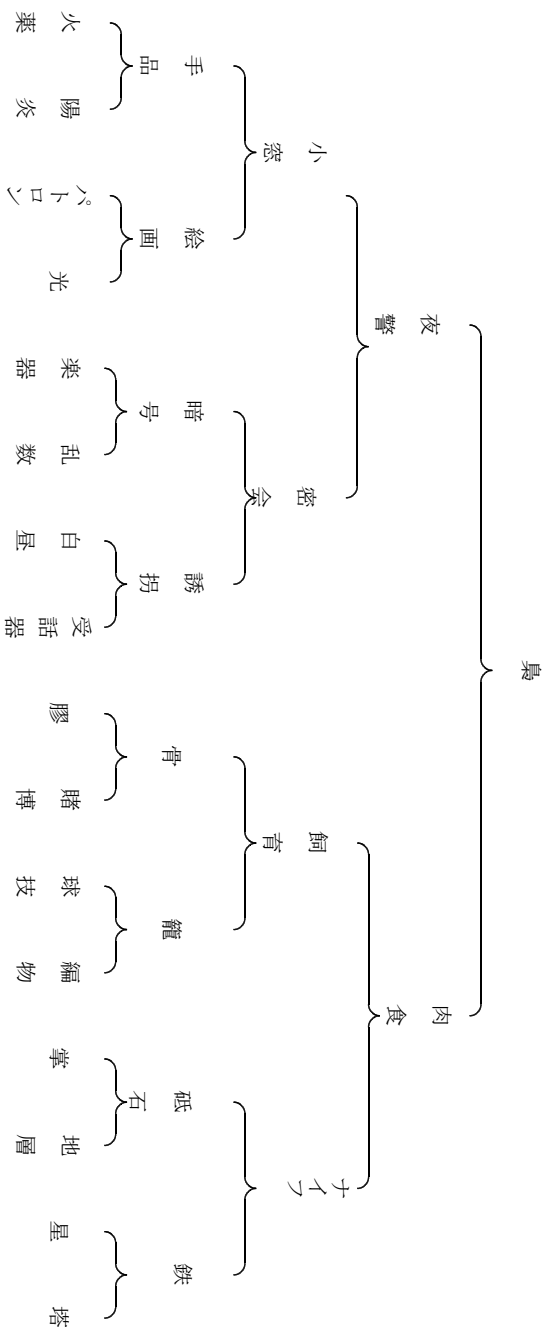 梟
夜警
肉食
小窓
密会
飼育
ナイフ
手品
絵画
暗号
誘拐
骨
籠
砥石
鉄
火薬
陽炎
パトロン
光
楽器
乱数
白昼
受話器
膠
賭博
球技
編物
掌
地層
星
塔